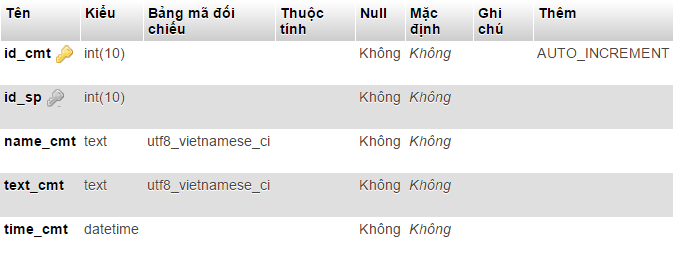 Tên Kiểu Bảng mã đối chiếu Thuộc tính Null Mặc định Ghi chú Thêm
id_cmt int(10) Không Không AUTO_INCREMENT
id_sp int(10) Không Không
name_cmt text utf8_vietnamese_ci Không Không
text_cmt text utf8_vietnamese_ci Không Không
time_cmt datetime Không Không